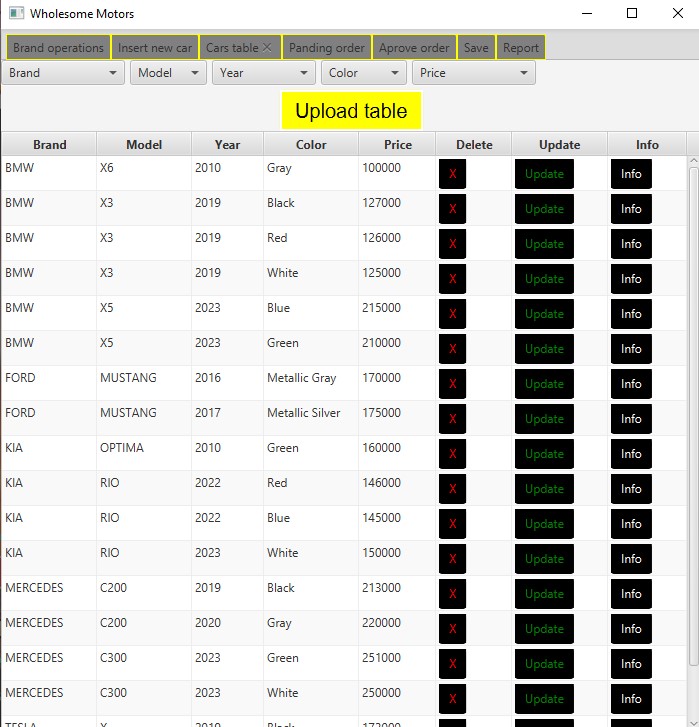 Wholesome Motors
Brand operations Insert new car Cars table Panding order Aprove order Save Report
Brand Model Year Color Price
Upload table
Brand Model Year Color Price Delete Update Info
BMW X6 2010 Gray 100000 X Update Info
BMW X3 2019 Black 127000 X Update Info
BMW X3 2019 Red 126000 X Update Info
BMW X3 2019 White 125000 X Update Info
BMW X5 2023 Blue 215000 X Update Info
BMW X5 2023 Green 210000 X Update Info
FORD MUSTANG 2016 Metallic Gray 170000 X Update Info
FORD MUSTANG 2017 Metallic Silver 175000 X Update Info
KIA OPTIMA 2010 Green 160000 X Update Info
KIA RIO 2022 Red 146000 X Update Info
KIA RIO 2022 Blue 145000 X Update Info
KIA RIO 2023 White 150000 X Update Info
MERCEDES C200 2019 Black 213000 X Update Info
MERCEDES C200 2020 Gray 220000 X Update Info
MERCEDES C300 2023 Green 251000 X Update Info
MERCEDES C300 2023 White 250000 X Update Info
TESLA X 2019 Black